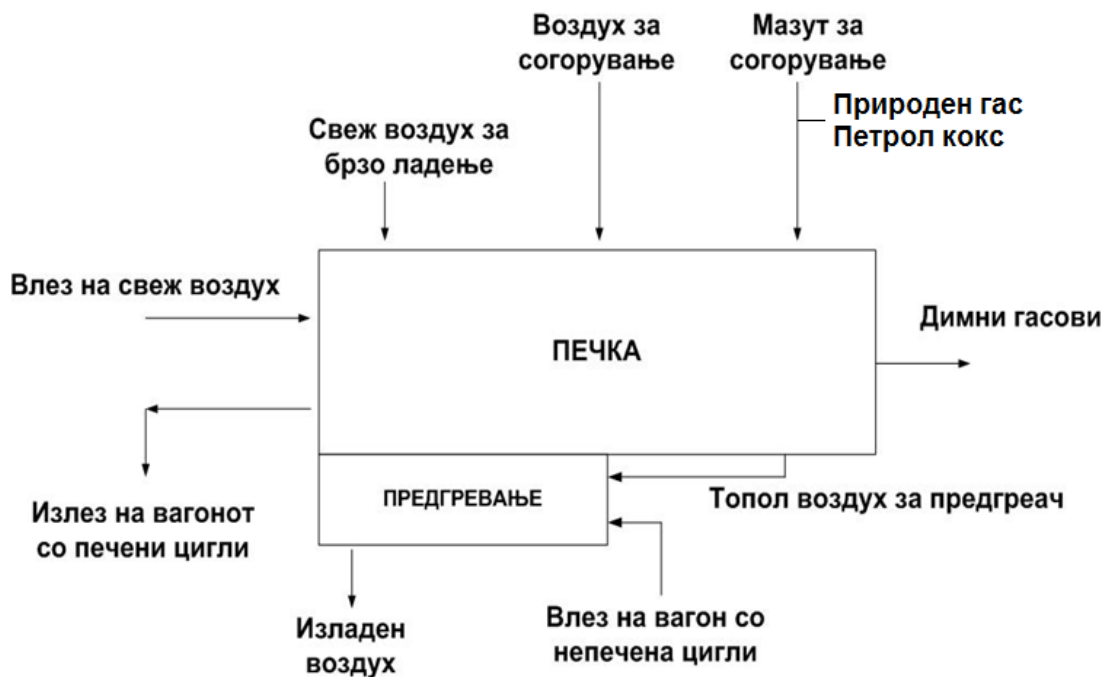 Воздух за
согорување
Мазут за
согорување
Природен гас
Петрол кокс
Свеж воздух за
брзо ладење
Влез на свеж воздух
ПЕЧКА
Димни гасови
Излез на вагонот
со печени цигли
ПРЕДГРЕВАЊЕ
Топол воздух за предгреач
Изладен
воздух
Влез на вагон со
непечена цигли